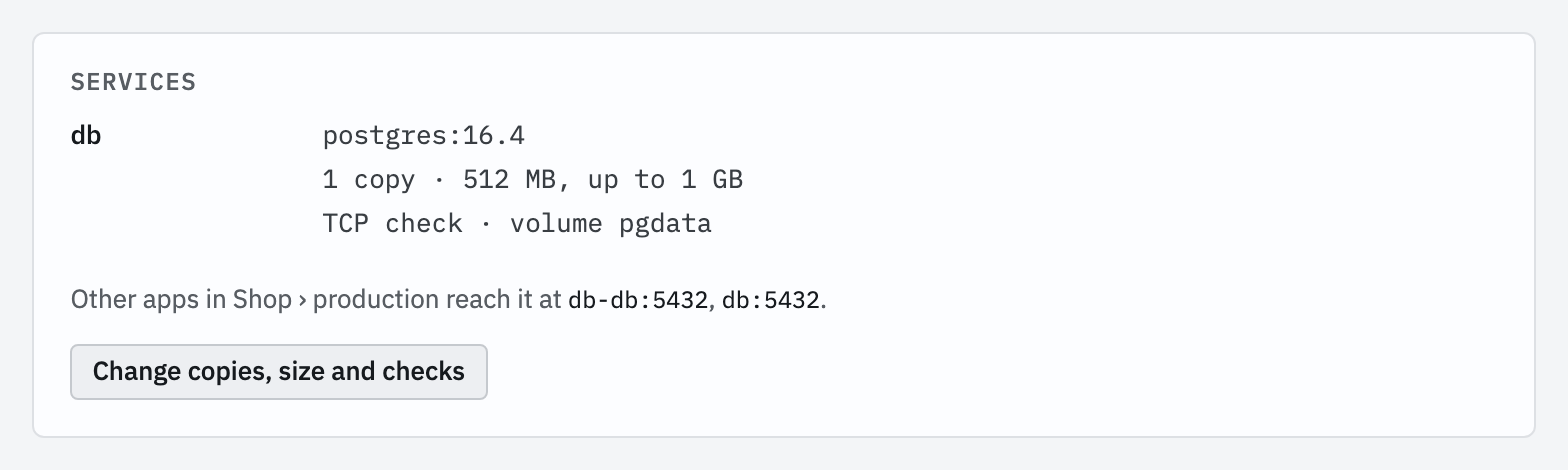 SERVICES
db postgres:16.4
1 copy · 512 MB, up to 1 GB
TCP check · volume pgdata
Other apps in Shop › production reach it at db-db:5432, db:5432.
Change copies, size and checks